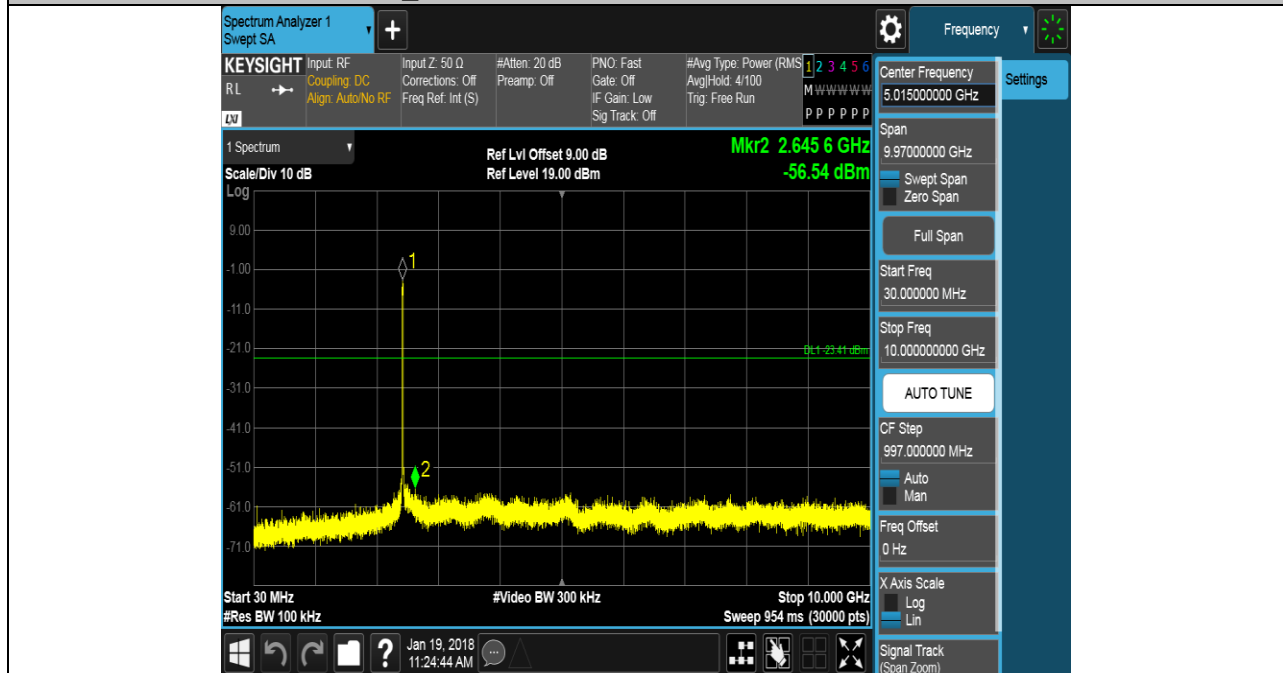 Spectrum Analyzer 1
Swept SA
+
Frequency
KEYSIGHT Input: RF Input Z: 50 Ω #Atten: 20 dB PNO: Fast #Avg Type: Power (RMS 1 2 3 4 5 6
RL Coupling: DC Corrections: Off Preamp: Off Gate: Off Avg|Hold: 4/100 M W W W W W
Align: Auto/No RF Freq Ref: Int (S) IF Gain: Low Trig: Free Run
LXI Sig Track: Off P P P P P P
1 Spectrum
Ref Lvl Offset 9.00 dB
Mkr2 2.645 6 GHz
Scale/Div 10 dB
Ref Level 19.00 dBm
-56.54 dBm
Log
9.00
-1.00
-11.0
-21.0
-31.0
-41.0
-51.0
-61.0
-71.0
1
DL1 -23.41 dBm
2
Start 30 MHz #Video BW 300 kHz Stop 10.000 GHz
#Res BW 100 kHz Sweep 954 ms (30000 pts)
Center Frequency
5.015000000 GHz
Settings
Span
9.97000000 GHz
Swept Span
Zero Span
Full Span
Start Freq
30.000000 MHz
Stop Freq
10.000000000 GHz
AUTO TUNE
CF Step
997.000000 MHz
Auto
Man
Freq Offset
0 Hz
X Axis Scale
Log
Lin
Signal Track
(Span Zoom)
?
Jan 19, 2018
11:24:44 AM